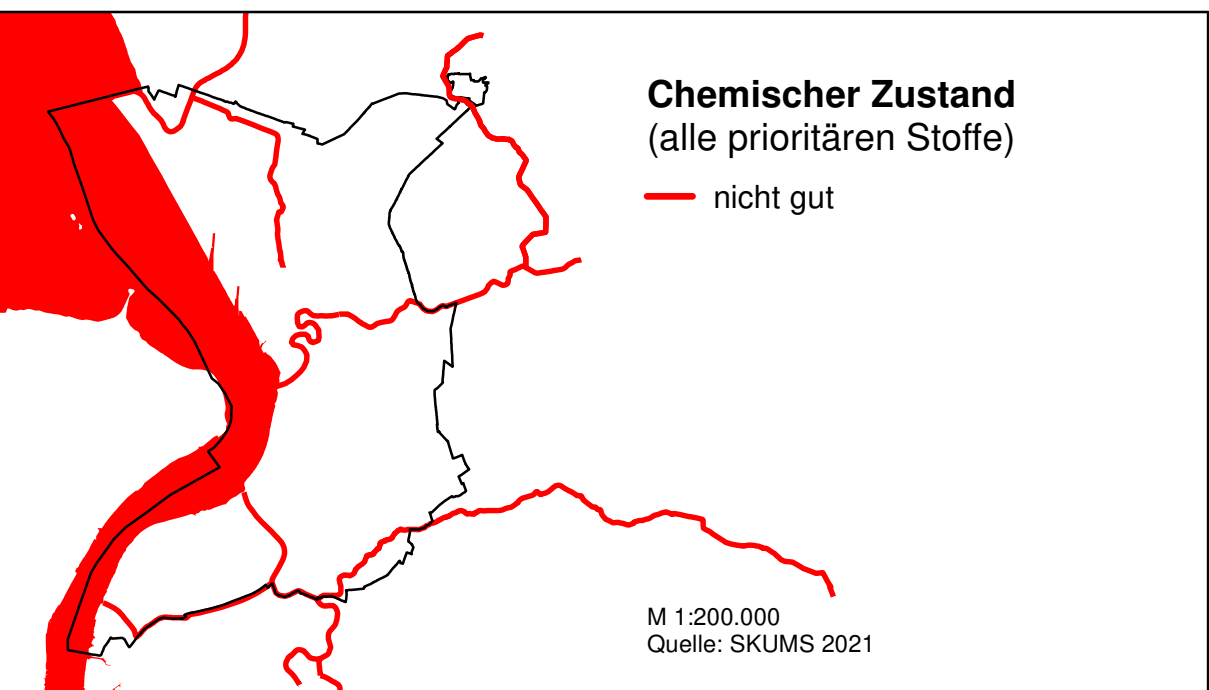 Chemischer Zustand
(alle prioritären Stoffe)
nicht gut
M 1:200.000
Quelle: SKUMS 2021